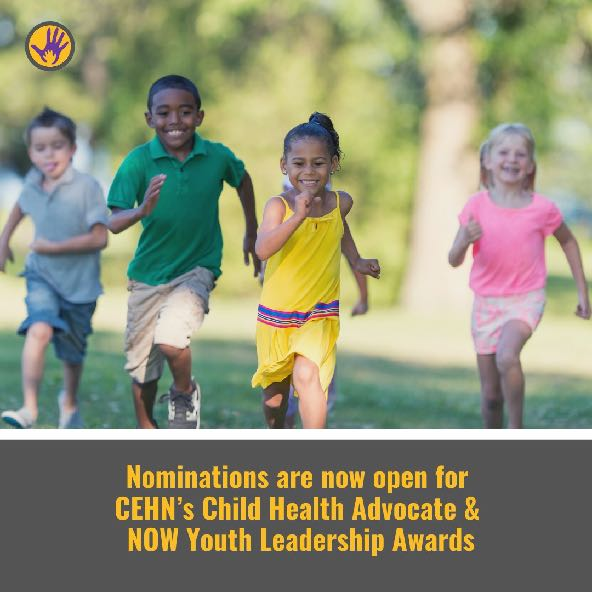 Nominations are now open for
CEHN's Child Health Advocate &
NOW Youth Leadership Awards